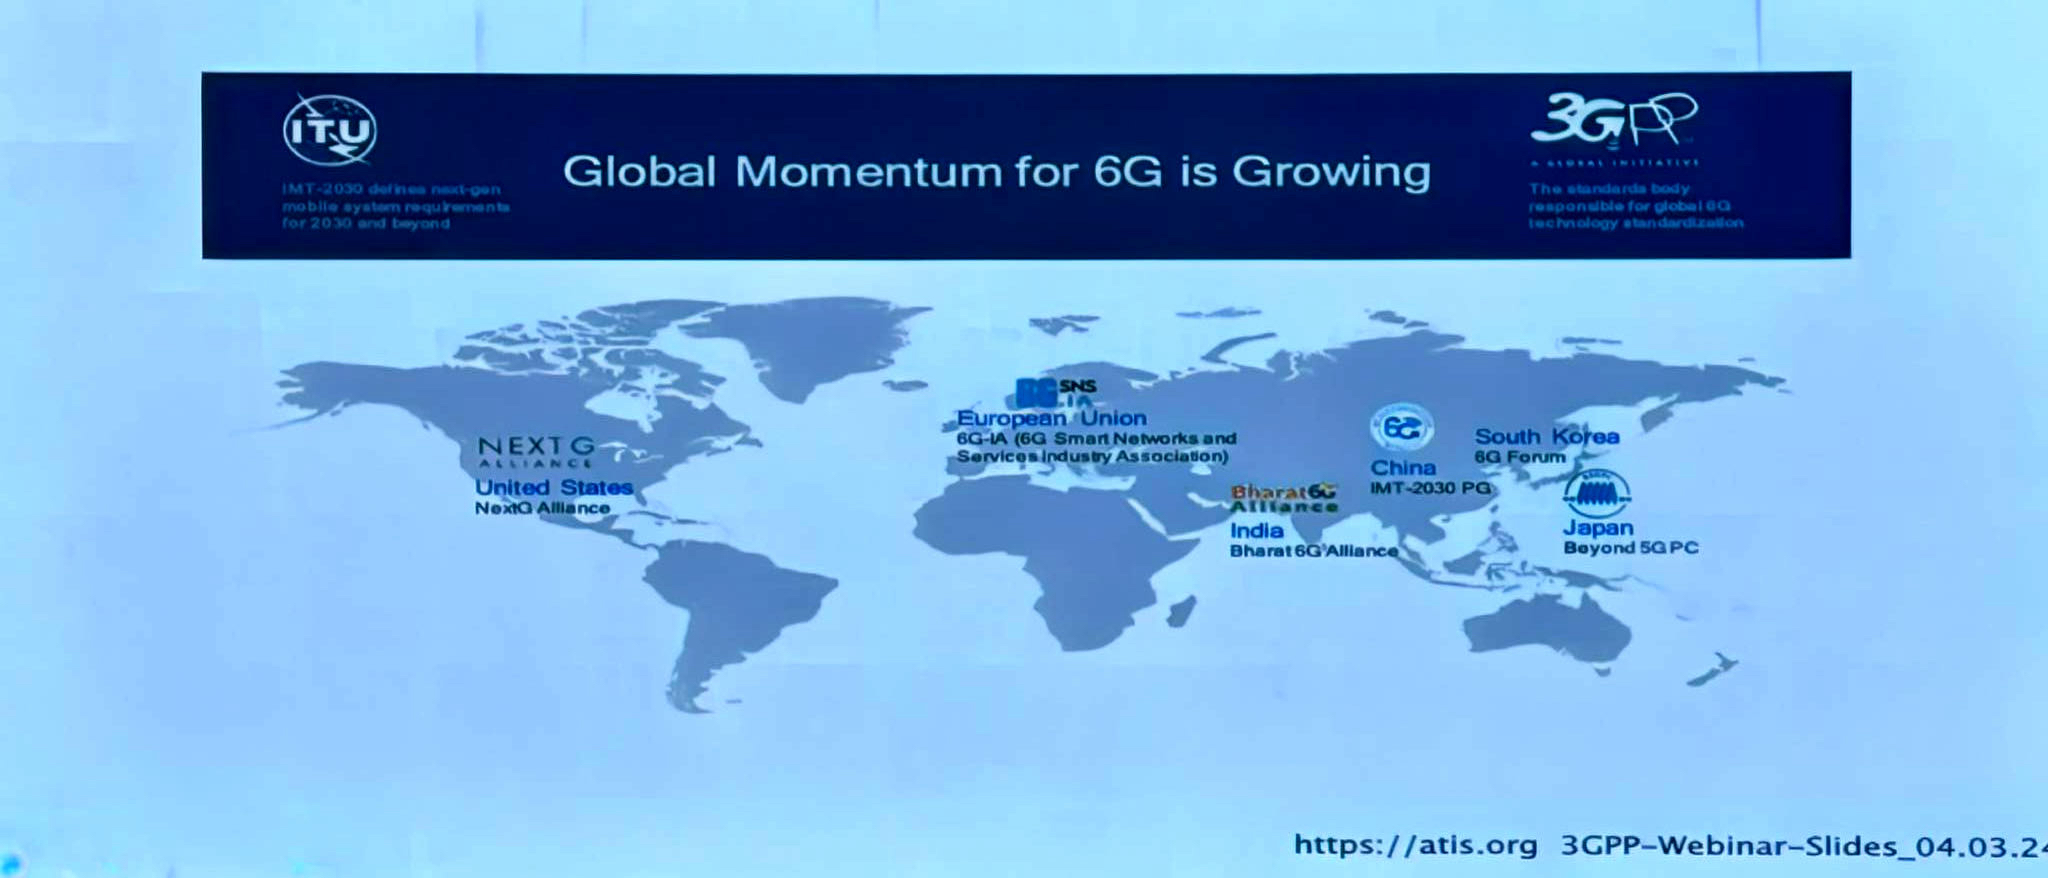 ITU
IMT-2030 defines next-gen
mobile system requirements
for 2030 and beyond
Global Momentum for 6G is Growing
3GPP
A GLOBAL INITIATIVE
The standards body
responsible for global 6G
technology standardization
NEXT G
ALLIANCE
United States
NextG Alliance
6G SNS
IA
European Union
6G-IA (6G Smart Networks and
Services Industry Association)
Bharat6G
Alliance
India
Bharat 6G Alliance
6G
China
IMT-2030 PG
South Korea
6G Forum
Japan
Beyond 5G PC
https://atis.org 3GPP-Webinar-Slides_04.03.24